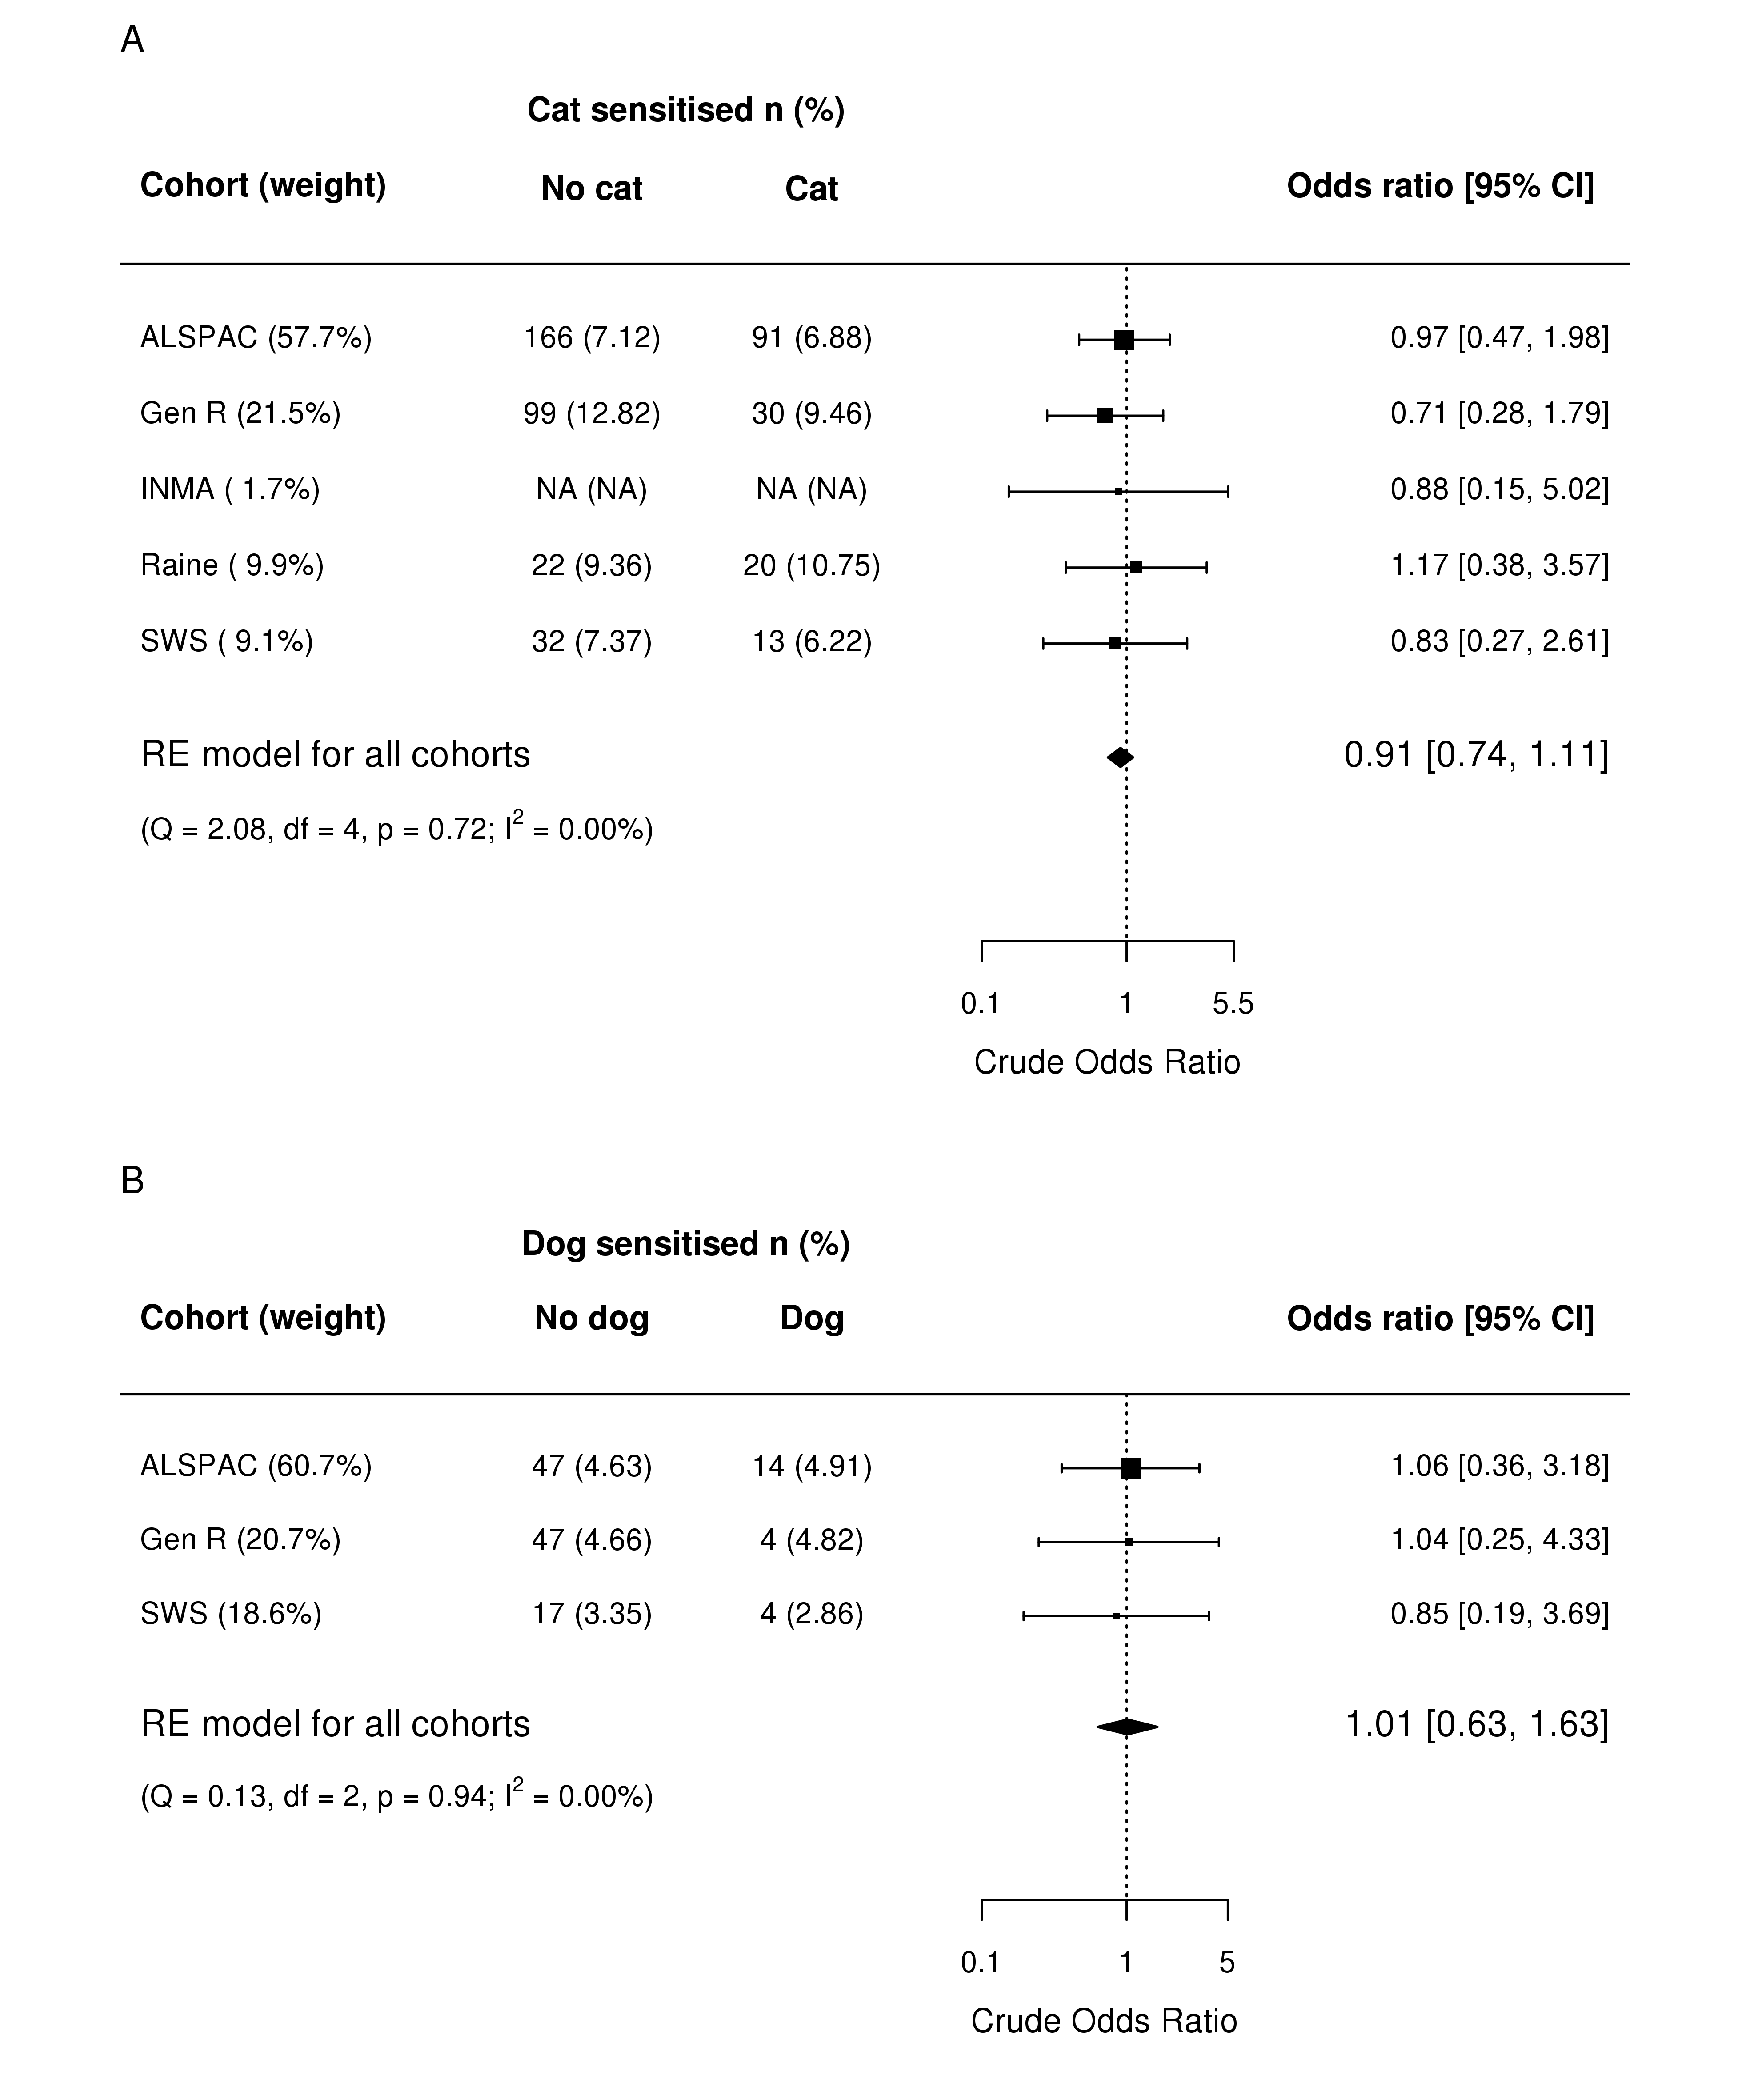 A
Cat sensitised n (%)
Cohort (weight) No cat Cat Odds ratio [95% CI]
ALSPAC (57.7%) 166 (7.12) 91 (6.88) 0.97 [0.47, 1.98]
Gen R (21.5%) 99 (12.82) 30 (9.46) 0.71 [0.28, 1.79]
INMA ( 1.7%) NA (NA) NA (NA) 0.88 [0.15, 5.02]
Raine ( 9.9%) 22 (9.36) 20 (10.75) 1.17 [0.38, 3.57]
SWS ( 9.1%) 32 (7.37) 13 (6.22) 0.83 [0.27, 2.61]
RE model for all cohorts 0.91 [0.74, 1.11]
(Q = 2.08, df = 4, p = 0.72; I² = 0.00%)
0.1 1 5.5
Crude Odds Ratio
B
Dog sensitised n (%)
Cohort (weight) No dog Dog Odds ratio [95% CI]
ALSPAC (60.7%) 47 (4.63) 14 (4.91) 1.06 [0.36, 3.18]
Gen R (20.7%) 47 (4.66) 4 (4.82) 1.04 [0.25, 4.33]
SWS (18.6%) 17 (3.35) 4 (2.86) 0.85 [0.19, 3.69]
RE model for all cohorts 1.01 [0.63, 1.63]
(Q = 0.13, df = 2, p = 0.94; I² = 0.00%)
0.1 1 5
Crude Odds Ratio